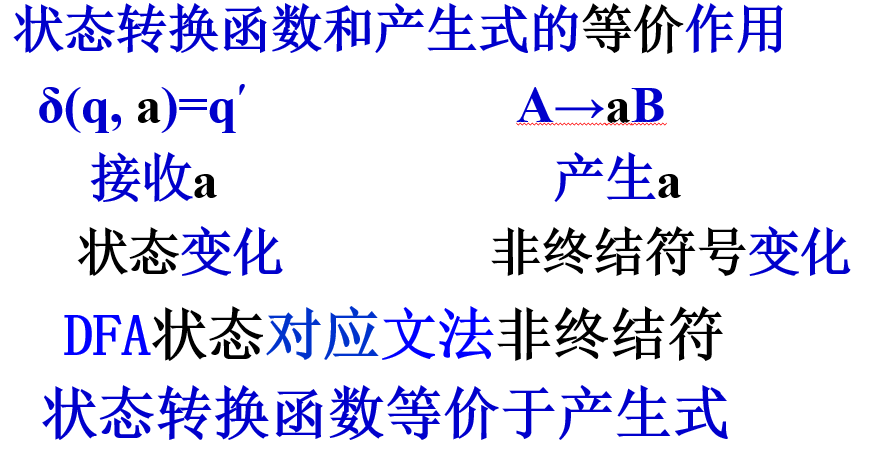 状态转换函数和产生式的等价作用
δ(q, a)=q′ A→aB
接收a 产生a
状态变化 非终结符号变化
DFA状态对应文法非终结符
状态转换函数等价于产生式